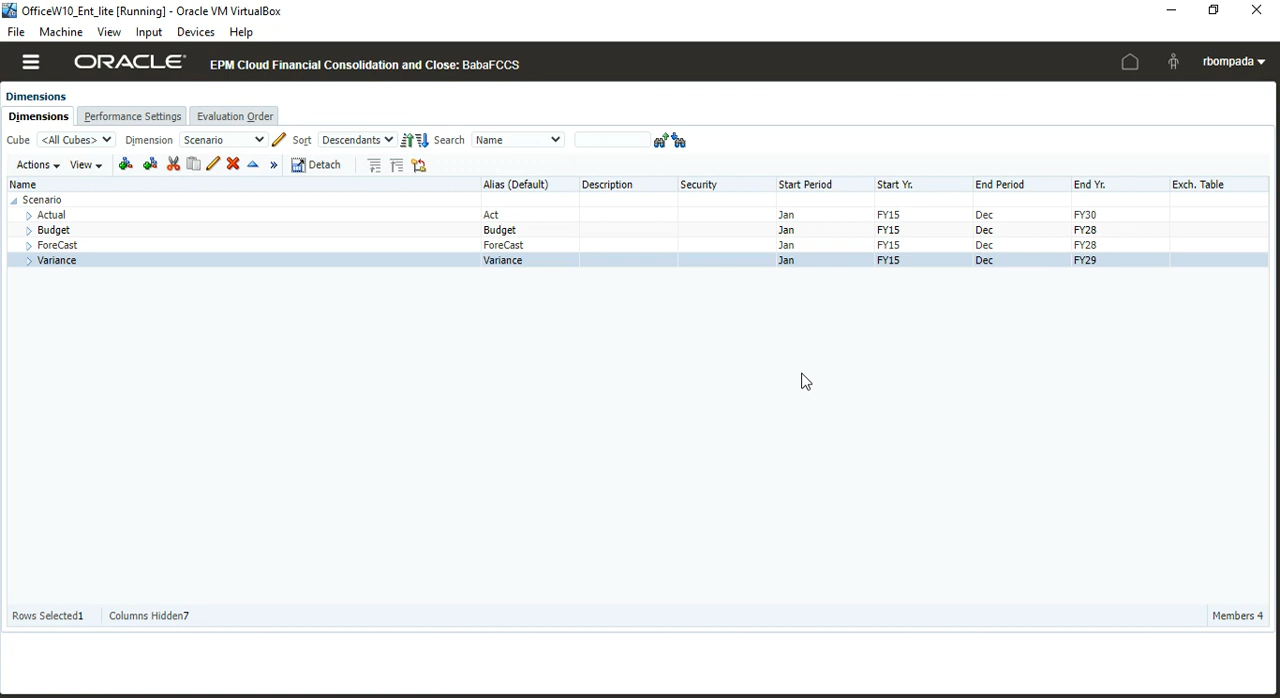 OfficeW10_Ent_lite [Running] - Oracle VM VirtualBox
File Machine View Input Devices Help
ORACLE® EPM Cloud Financial Consolidation and Close: BabaFCCS rbompada
Dimensions
Dimensions Performance Settings Evaluation Order
Cube <All Cubes> Dimension Scenario Sort Descendants Search Name
Actions View » Detach
Name Alias (Default) Description Security Start Period Start Yr. End Period End Yr. Exch. Table
Scenario
Actual Act Jan FY15 Dec FY30
Budget Budget Jan FY15 Dec FY28
ForeCast ForeCast Jan FY15 Dec FY28
Variance Variance Jan FY15 Dec FY29
Rows Selected1 Columns Hidden7 Members 4